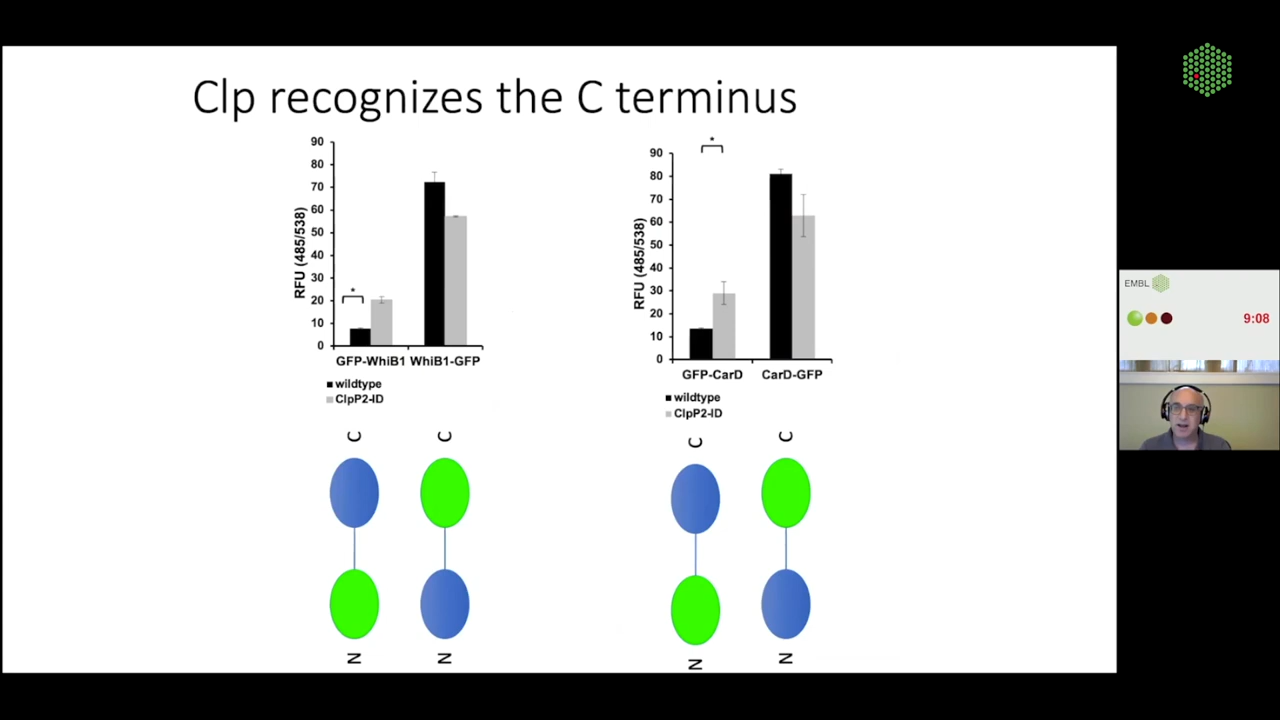 Clp recognizes the C terminus
*
90
80
70
60
50
40
30
20
10
0
RFU (485/538)
*
GFP-WhiB1 WhiB1-GFP
wildtype
ClpP2-ID
*
90
80
70
60
50
40
30
20
10
0
RFU (485/538)
GFP-CarD CarD-GFP
wildtype
ClpP2-ID
C C C C
N N N N
EMBL
9:08